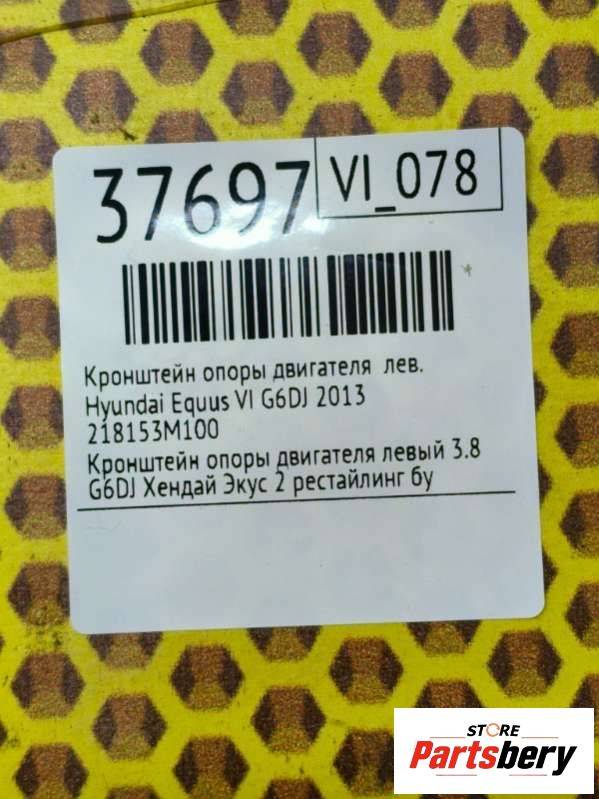 37697 VI_078
Кронштейн опоры двигателя лев.
Hyundai Equus VI G6DJ 2013
218153M100
Кронштейн опоры двигателя левый 3.8
G6DJ Хендай Экус 2 рестайлинг бу
STORE
Partsbery